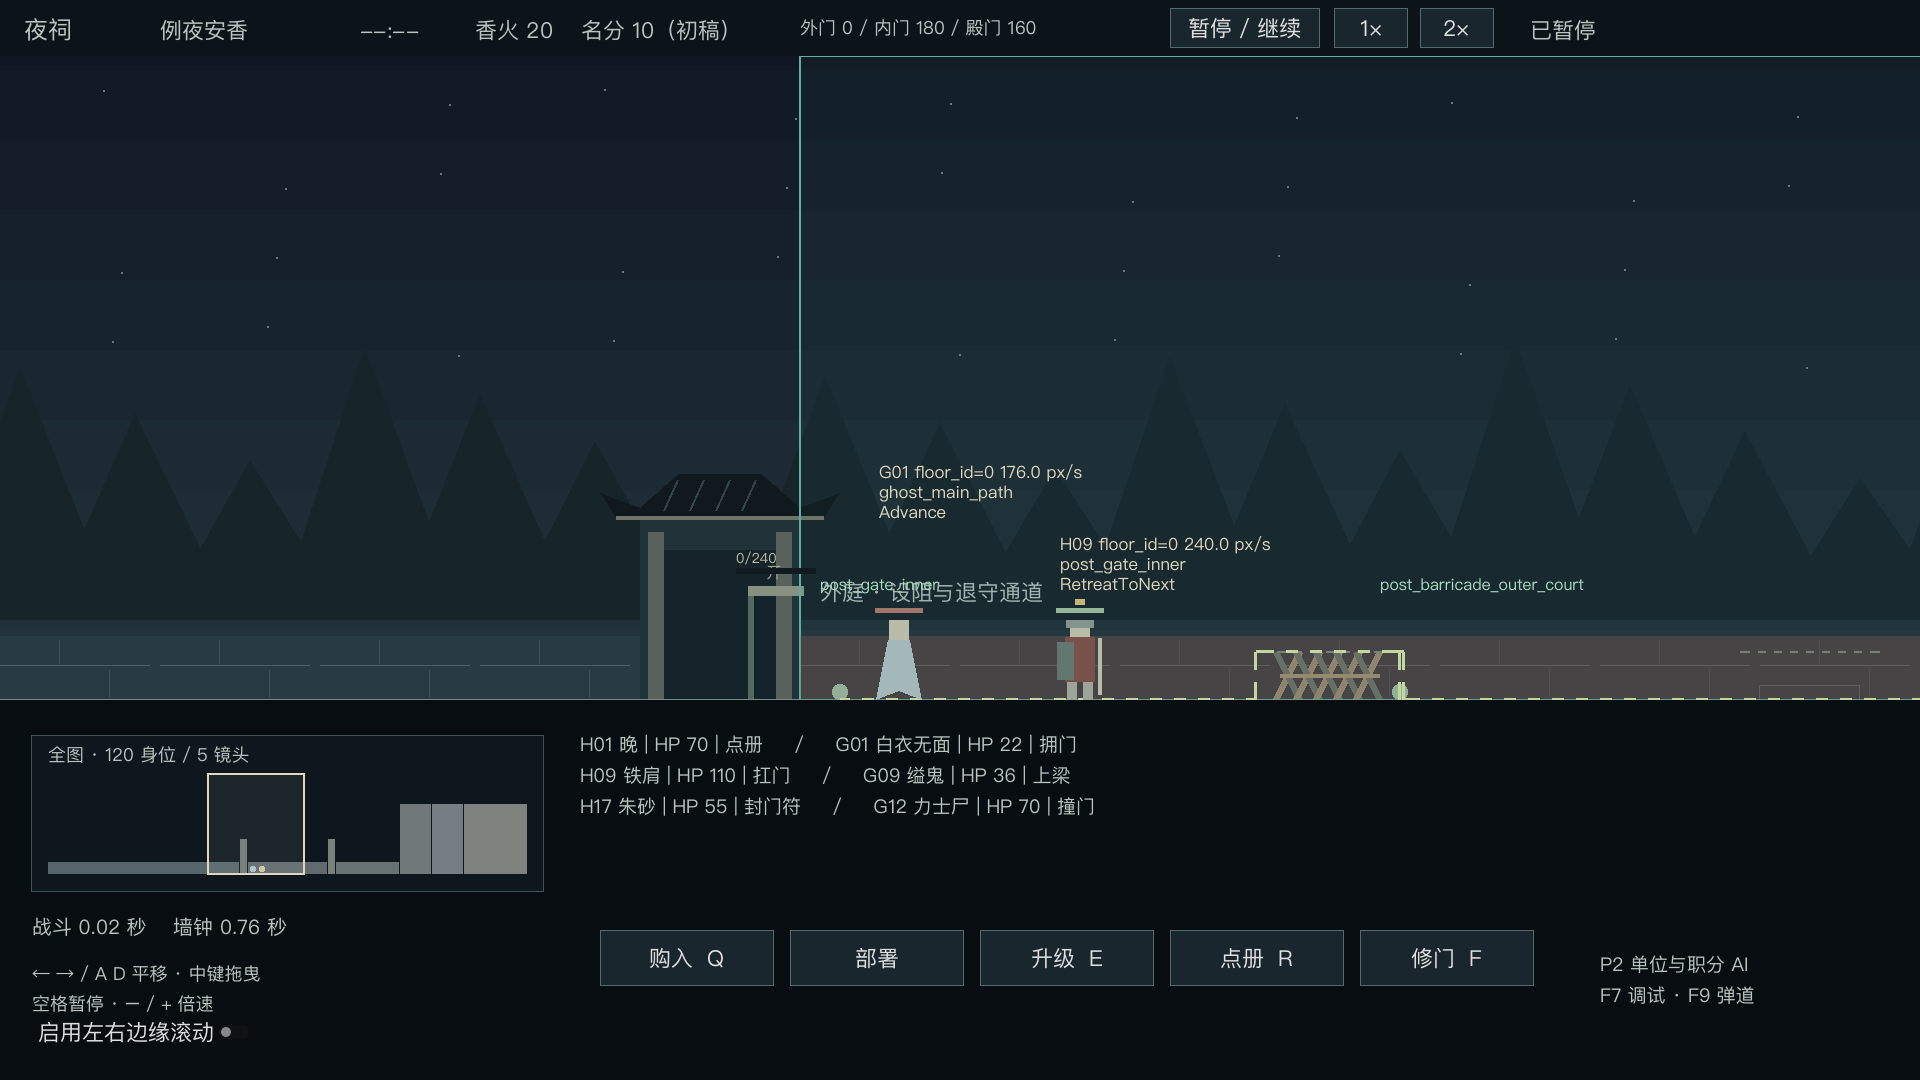 夜祠 例夜安香 --:-- 香火 20 名分 10（初稿） 外门 0 / 内门 180 / 殿门 160 暂停 / 继续 1× 2× 已暂停
G01 floor_id=0 176.0 px/s
ghost_main_path
Advance
H09 floor_id=0 240.0 px/s
post_gate_inner
RetreatToNext
0/240
开
post_gate_inner
外庭 · 设阻与退守通道
post_barricade_outer_court
全图 · 120 身位 / 5 镜头
H01 晚 | HP 70 | 点册 / G01 白衣无面 | HP 22 | 拥门
H09 铁肩 | HP 110 | 扛门 / G09 缢鬼 | HP 36 | 上梁
H17 朱砂 | HP 55 | 封门符 / G12 力士尸 | HP 70 | 撞门
战斗 0.02 秒 墙钟 0.76 秒
←→ / A D 平移 · 中键拖曳
空格暂停 · − / + 倍速
启用左右边缘滚动
购入 Q 部署 升级 E 点册 R 修门 F
P2 单位与职分 AI
F7 调试 · F9 弹道